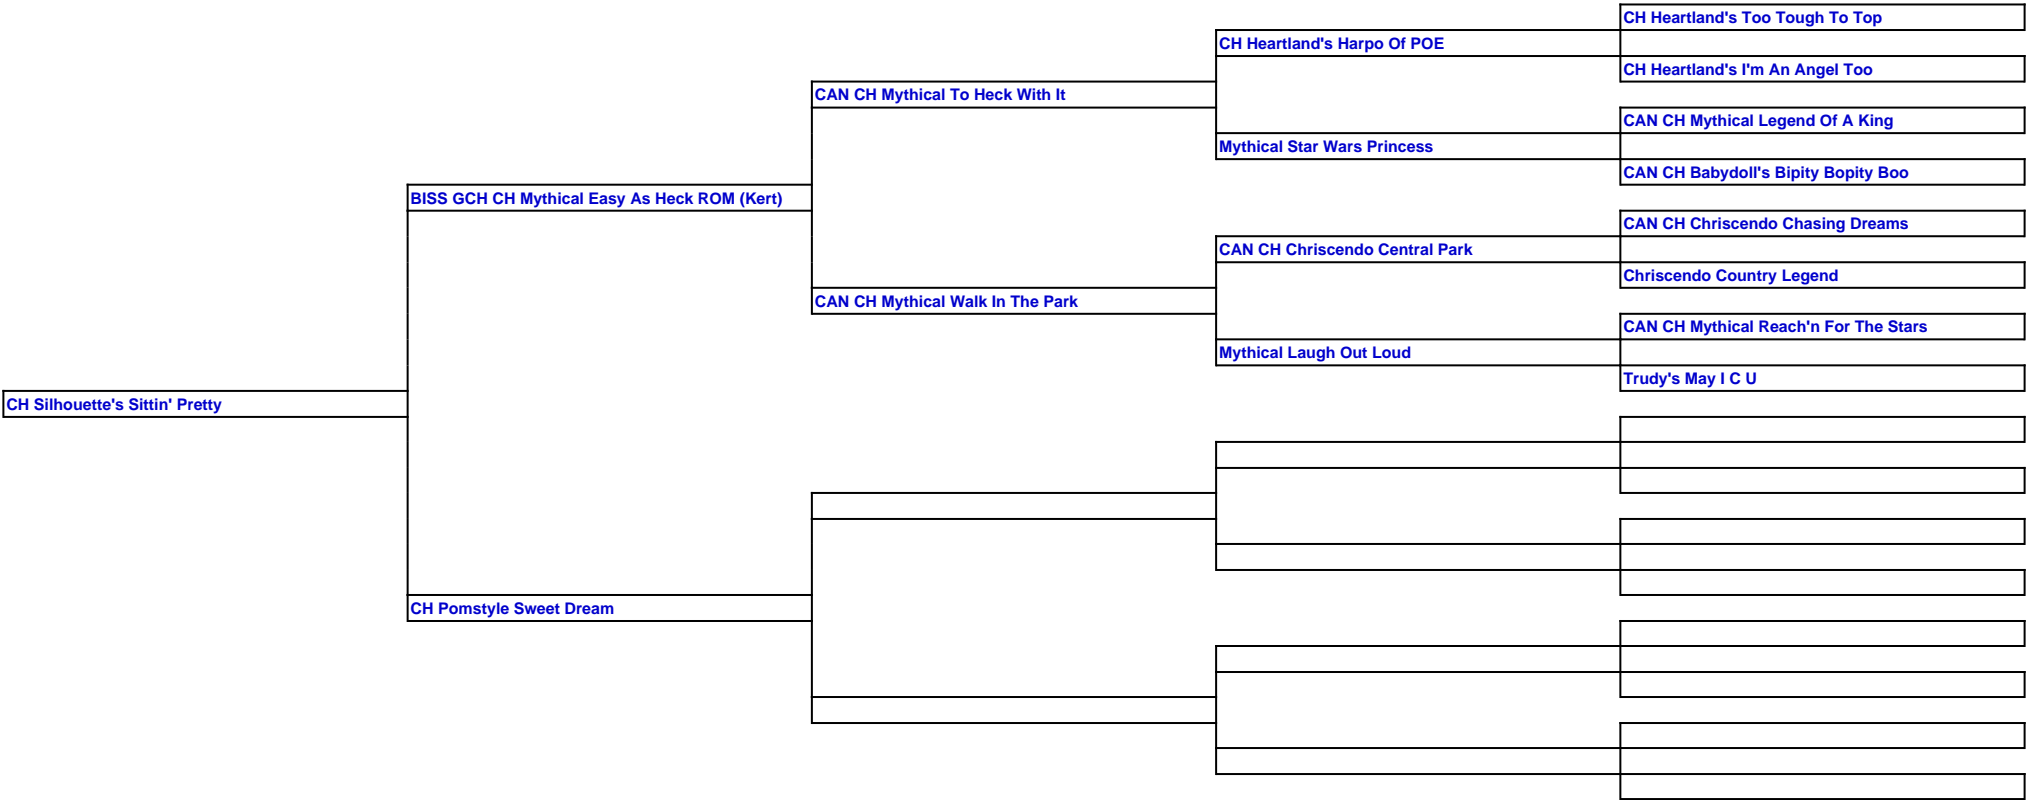 CH Heartland's Too Tough To Top
CH Heartland's Harpo Of POE
CH Heartland's I'm An Angel Too
CAN CH Mythical To Heck With It
CAN CH Mythical Legend Of A King
Mythical Star Wars Princess
CAN CH Babydoll's Bipity Bopity Boo
BISS GCH CH Mythical Easy As Heck ROM (Kert)
CAN CH Chriscendo Chasing Dreams
CAN CH Chriscendo Central Park
Chriscendo Country Legend
CAN CH Mythical Walk In The Park
CAN CH Mythical Reach'n For The Stars
Mythical Laugh Out Loud
Trudy's May I C U
CH Silhouette's Sittin' Pretty
CH Pomstyle Sweet Dream